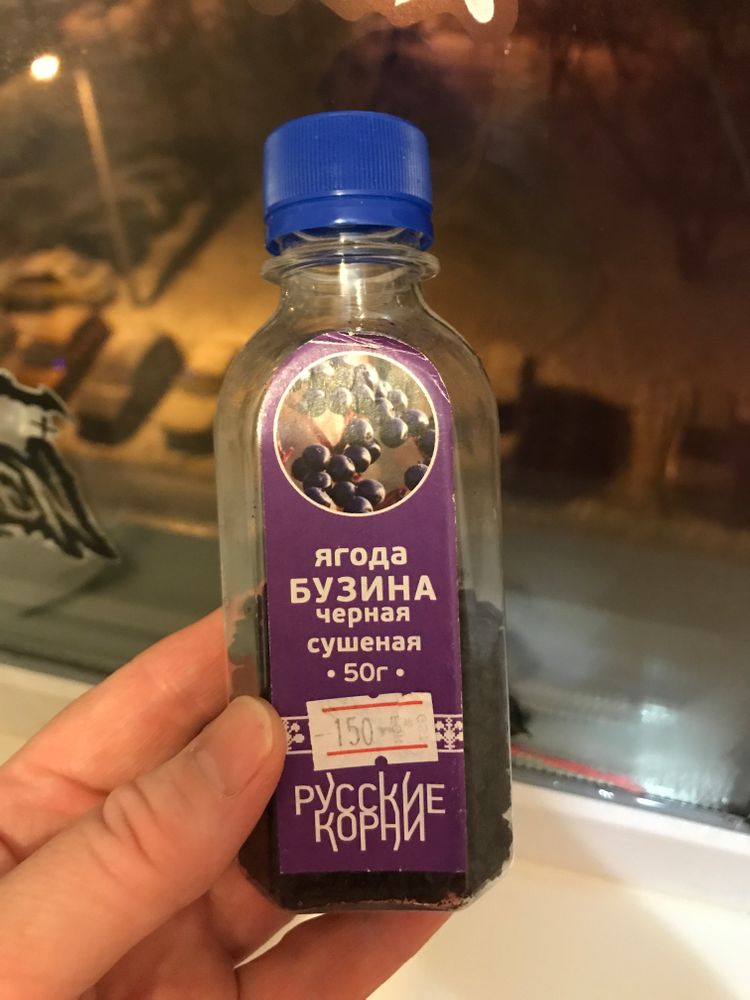 ягода
БУЗИНА
черная
сушеная
• 50г •
-150-
РУССКИЕ
КОРНИ